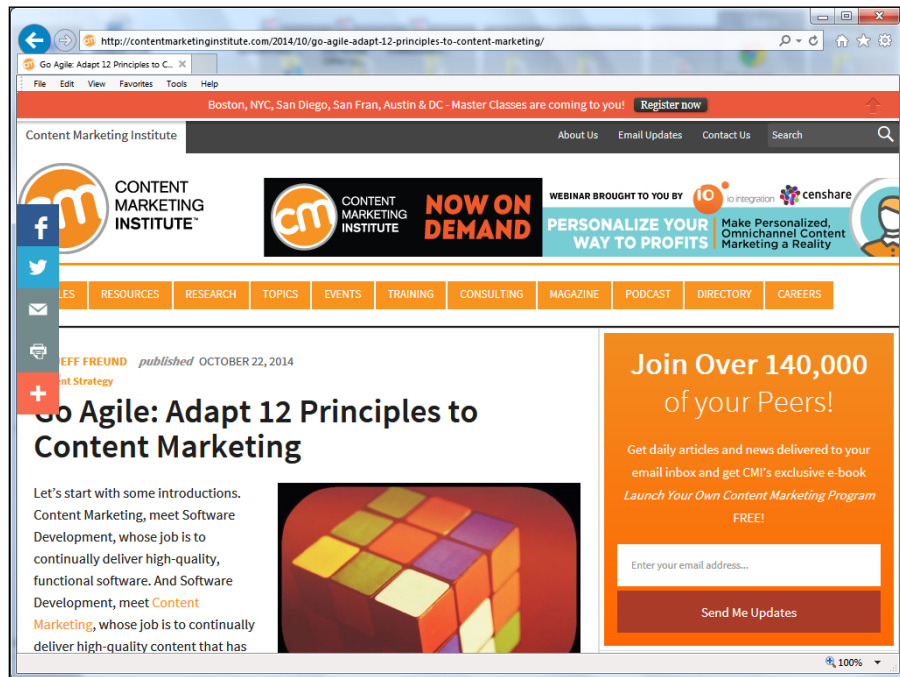 http://contentmarketinginstitute.com/2014/10/go-agile-adapt-12-principles-to-content-marketing/
Go Agile: Adapt 12 Principles to C...
File Edit View Favorites Tools Help
Boston, NYC, San Diego, San Fran, Austin & DC - Master Classes are coming to you! Register now
Content Marketing Institute About Us Email Updates Contact Us Search
cm
CONTENT
MARKETING
INSTITUTE™
cm
CONTENT
MARKETING
INSTITUTE
NOW ON
DEMAND
WEBINAR BROUGHT TO YOU BY IO io integration censhare
PERSONALIZE YOUR
WAY TO PROFITS
Make Personalized,
Omnichannel Content
Marketing a Reality
LES RESOURCES RESEARCH TOPICS EVENTS TRAINING CONSULTING MAGAZINE PODCAST DIRECTORY CAREERS
EFF FREUND published OCTOBER 22, 2014
ent Strategy
Go Agile: Adapt 12 Principles to
Content Marketing
Let's start with some introductions.
Content Marketing, meet Software
Development, whose job is to
continually deliver high-quality,
functional software. And Software
Development, meet Content
Marketing, whose job is to continually
deliver high-quality content that has
Join Over 140,000
of your Peers!
Get daily articles and news delivered to your
email inbox and get CMI's exclusive e-book
Launch Your Own Content Marketing Program
FREE!
Enter your email address...
Send Me Updates
100%